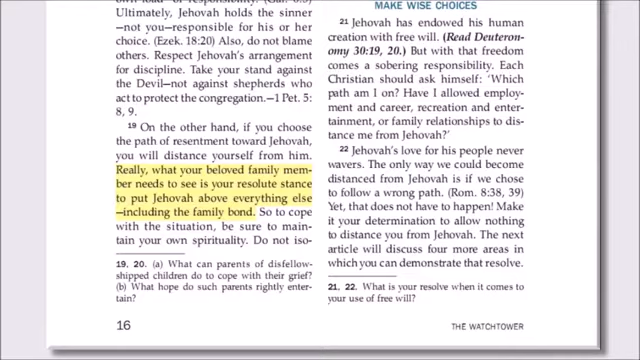 Ultimately, Jehovah holds the sinner
—not you—responsible for his or her
choice. (Ezek. 18:20) Also, do not blame
others. Respect Jehovah's arrangement
for discipline. Take your stand against
the Devil—not against shepherds who
act to protect the congregation.—1 Pet. 5:
8, 9.
19 On the other hand, if you choose
the path of resentment toward Jehovah,
you will distance yourself from him.
Really, what your beloved family mem-
ber needs to see is your resolute stance
to put Jehovah above everything else
—including the family bond. So to cope
with the situation, be sure to main-
tain your own spirituality. Do not iso-
19, 20. (a) What can parents of disfellow-
shipped children do to cope with their grief?
(b) What hope do such parents rightly enter-
tain?
16
MAKE WISE CHOICES
21 Jehovah has endowed his human
creation with free will. (Read Deuteron-
omy 30:19, 20.) But with that freedom
comes a sobering responsibility. Each
Christian should ask himself: 'Which
path am I on? Have I allowed employ-
ment and career, recreation and enter-
tainment, or family relationships to dis-
tance me from Jehovah?'
22 Jehovah's love for his people never
wavers. The only way we could become
distanced from Jehovah is if we chose
to follow a wrong path. (Rom. 8:38, 39)
Yet, that does not have to happen! Make
it your determination to allow nothing
to distance you from Jehovah. The next
article will discuss four more areas in
which you can demonstrate that resolve.
21, 22. What is your resolve when it comes to
your use of free will?
THE WATCHTOWER